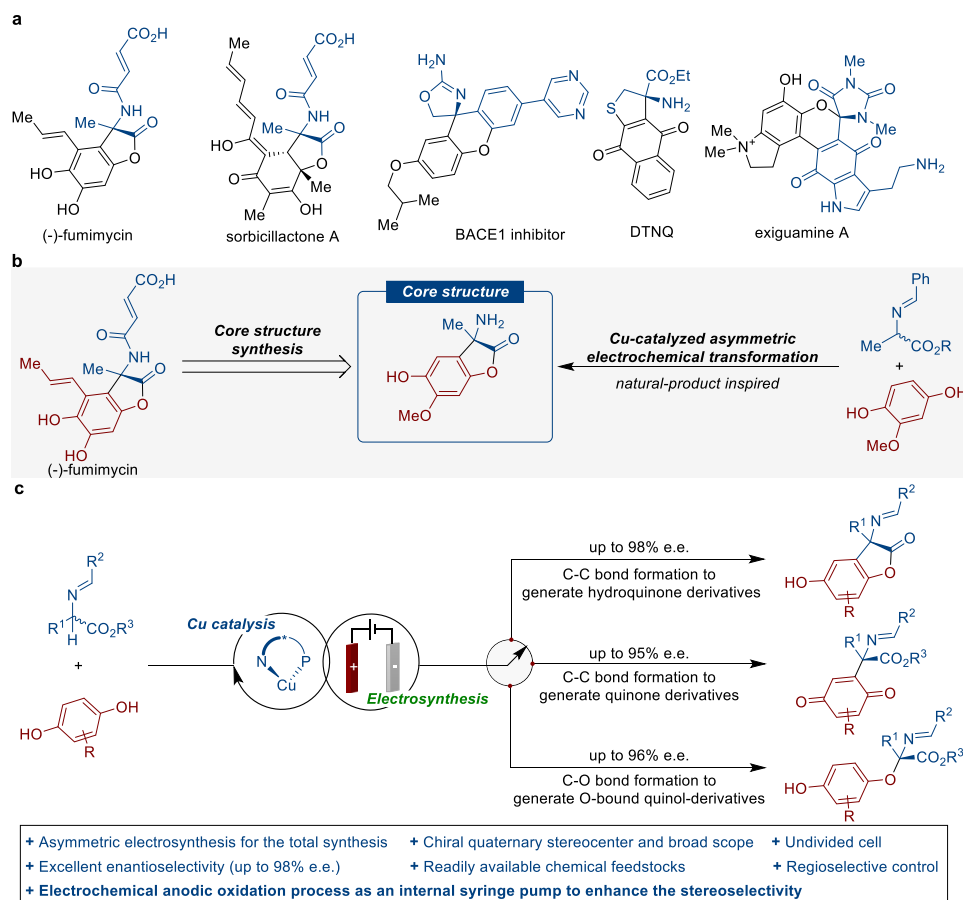 a
CO₂H
O
NH
Me
O
O
HO
HO
(-)-fumimycin
Me
CO₂H
O
NH
Me
O
HO
O
O
Me
Me
OH
sorbicillactone A
H₂N
N
O
N
N
O
O
Me
Me
BACE1 inhibitor
CO₂Et
NH₂
S
O
O
DTNQ
Me
OH
O
N
O
O
N
Me
Me
N⁺
Me
O
O
NH₂
HN
exiguamine A
b
CO₂H
O
NH
Me
Me
O
O
HO
HO
(-)-fumimycin
Core structure
synthesis
Core structure
NH₂
Me
O
O
HO
MeO
Cu-catalyzed asymmetric
electrochemical transformation
natural-product inspired
Ph
N
Me
CO₂R
+
OH
HO
MeO
c
R²
N
R¹
H
CO₂R³
+
OH
HO
R
Cu catalysis
*
N
P
Cu
+
-
Electrosynthesis
up to 98% e.e.
C-C bond formation to
generate hydroquinone derivatives
R²
N
R¹
O
O
HO
R
up to 95% e.e.
C-C bond formation to
generate quinone derivatives
R²
R¹
N
CO₂R³
O
O
R
up to 96% e.e.
C-O bond formation to
generate O-bound quinol-derivatives
R²
R¹
N
CO₂R³
O
HO
R
+ Asymmetric electrosynthesis for the total synthesis + Chiral quaternary stereocenter and broad scope + Undivided cell
+ Excellent enantioselectivity (up to 98% e.e.) + Readily available chemical feedstocks + Regioselective control
+ Electrochemical anodic oxidation process as an internal syringe pump to enhance the stereoselectivity